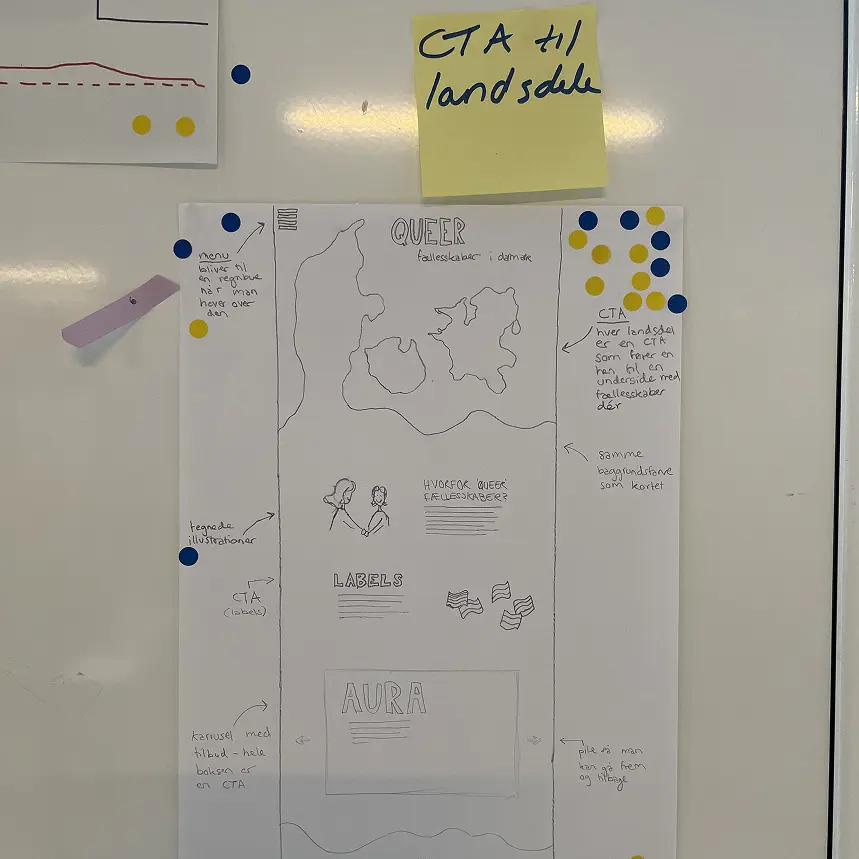 CTA til
landsdele
QUEER
fællesskaber i danmark
menu
bliver til
en regnbue
når man
hover over
den
CTA
hver landsdel
er en CTA
som fører en
hen til en
underside med
fællesskaber
dér
samme
baggrundsfarve
som kortet
HVORFOR 'QUEER'
FÆLLESSKABER?
tegnede
illustrationer
LABELS
CTA
(labels)
AURA
karrusel med
tilbud - hele
boksen er
en CTA
pile så man
kan gå frem
og tilbage